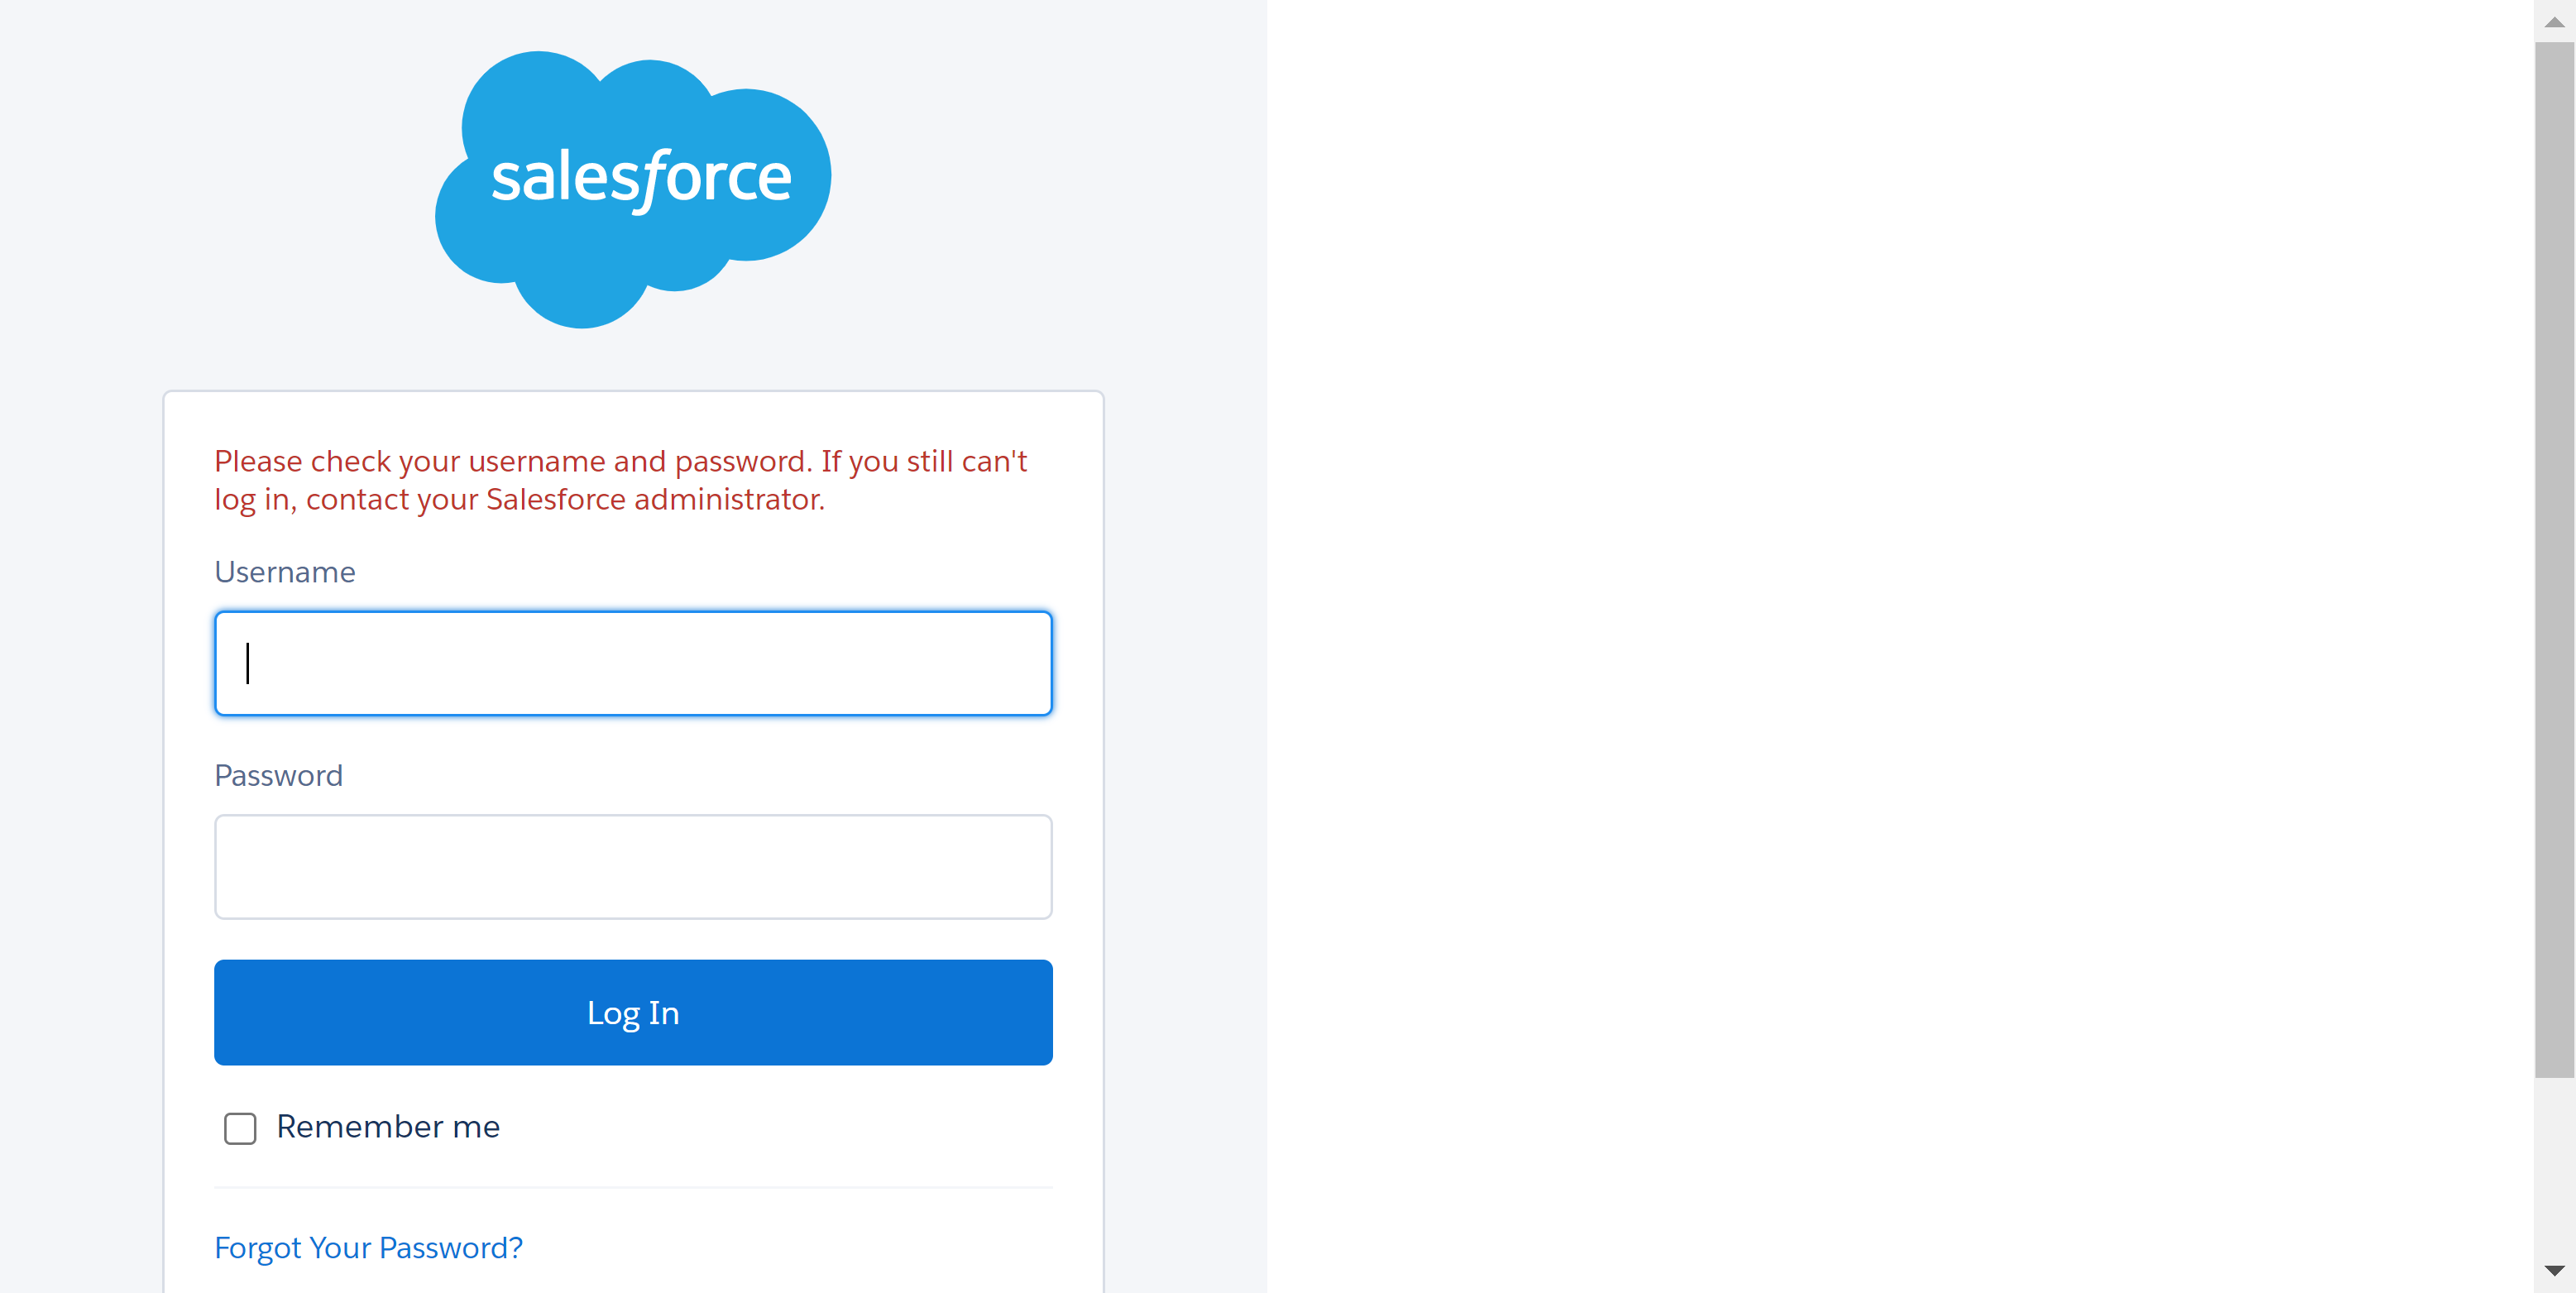 salesforce
Please check your username and password. If you still can't
log in, contact your Salesforce administrator.
Username
Password
Log In
Remember me
Forgot Your Password?